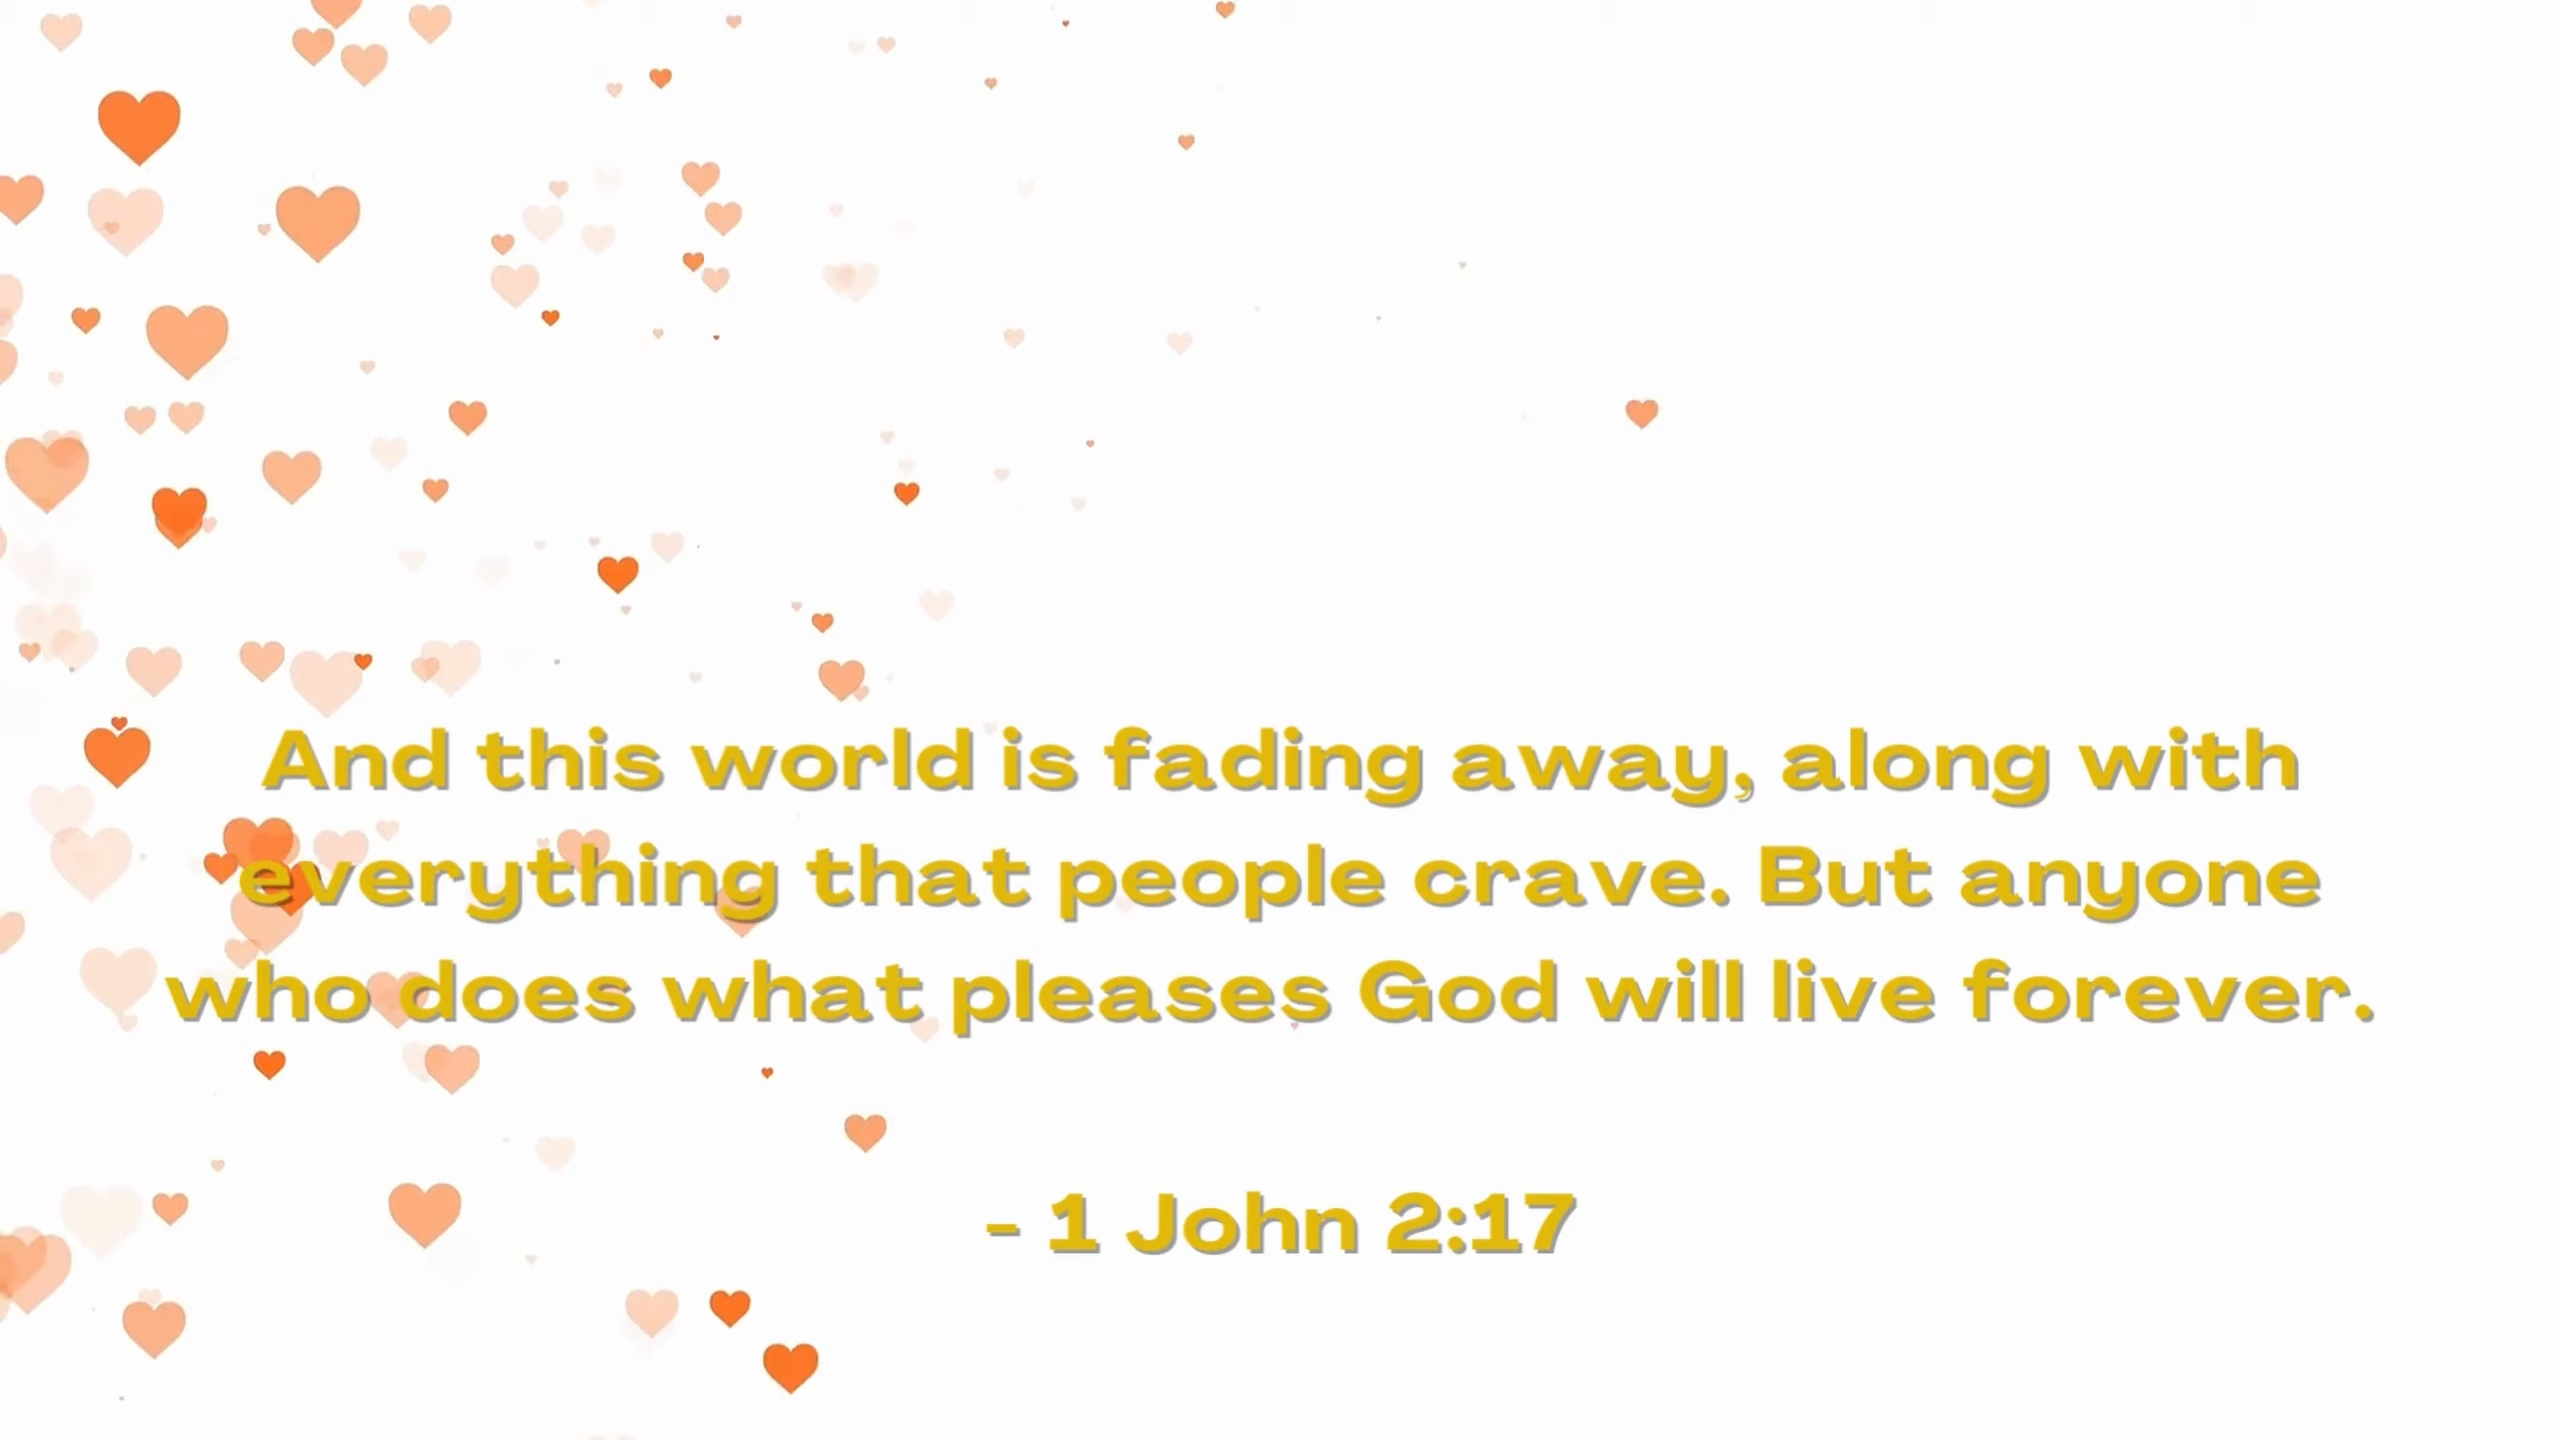 And this world is fading away, along with
everything that people crave. But anyone
who does what pleases God will live forever.
- 1 John 2:17